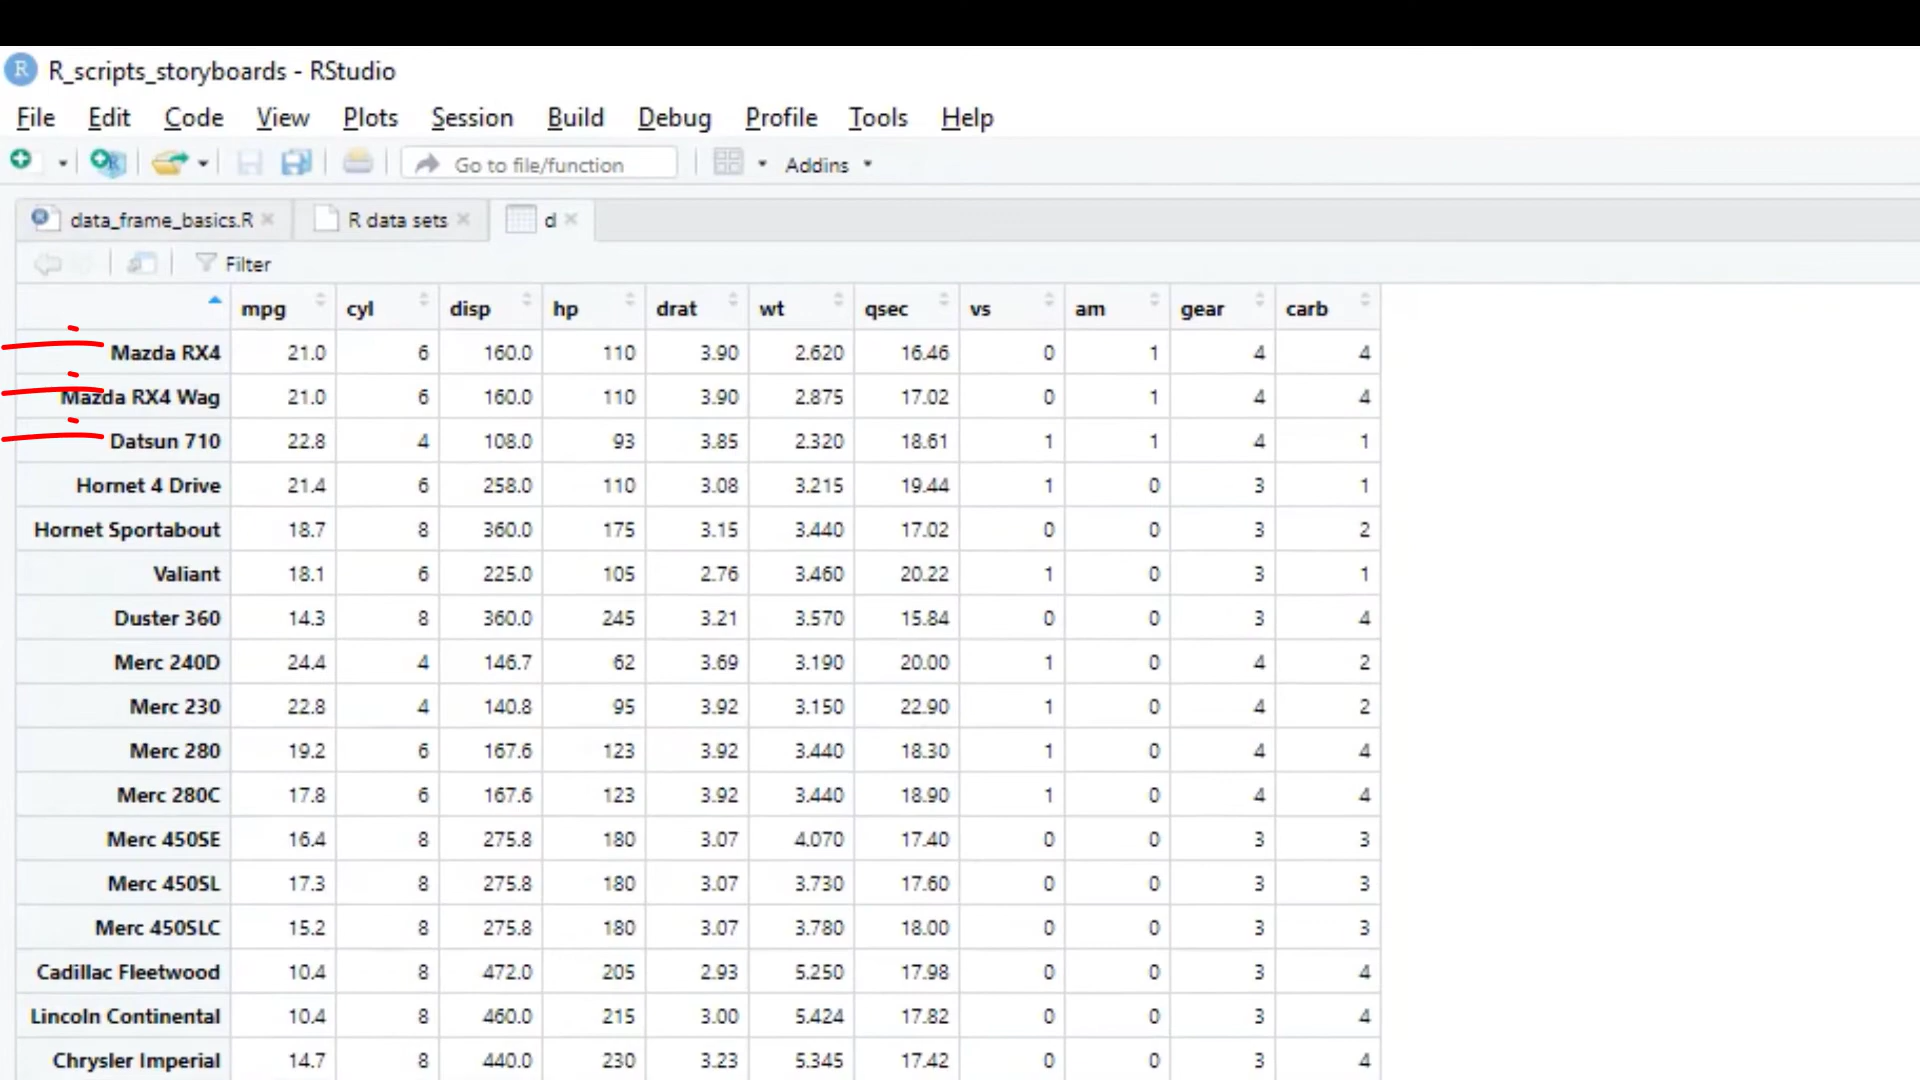 R_scripts_storyboards - RStudio
File Edit Code View Plots Session Build Debug Profile Tools Help
Go to file/function Addins
data_frame_basics.R R data sets d
Filter
mpg cyl disp hp drat wt qsec vs am gear carb
Mazda RX4 21.0 6 160.0 110 3.90 2.620 16.46 0 1 4 4
Mazda RX4 Wag 21.0 6 160.0 110 3.90 2.875 17.02 0 1 4 4
Datsun 710 22.8 4 108.0 93 3.85 2.320 18.61 1 1 4 1
Hornet 4 Drive 21.4 6 258.0 110 3.08 3.215 19.44 1 0 3 1
Hornet Sportabout 18.7 8 360.0 175 3.15 3.440 17.02 0 0 3 2
Valiant 18.1 6 225.0 105 2.76 3.460 20.22 1 0 3 1
Duster 360 14.3 8 360.0 245 3.21 3.570 15.84 0 0 3 4
Merc 240D 24.4 4 146.7 62 3.69 3.190 20.00 1 0 4 2
Merc 230 22.8 4 140.8 95 3.92 3.150 22.90 1 0 4 2
Merc 280 19.2 6 167.6 123 3.92 3.440 18.30 1 0 4 4
Merc 280C 17.8 6 167.6 123 3.92 3.440 18.90 1 0 4 4
Merc 450SE 16.4 8 275.8 180 3.07 4.070 17.40 0 0 3 3
Merc 450SL 17.3 8 275.8 180 3.07 3.730 17.60 0 0 3 3
Merc 450SLC 15.2 8 275.8 180 3.07 3.780 18.00 0 0 3 3
Cadillac Fleetwood 10.4 8 472.0 205 2.93 5.250 17.98 0 0 3 4
Lincoln Continental 10.4 8 460.0 215 3.00 5.424 17.82 0 0 3 4
Chrysler Imperial 14.7 8 440.0 230 3.23 5.345 17.42 0 0 3 4